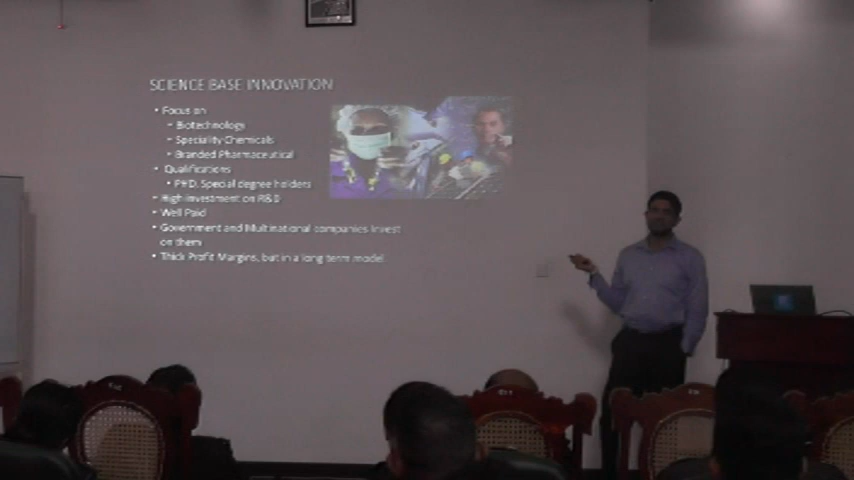 SCIENCE BASE INNOVATION
• Focus on
– Biotechnology
– Speciality Chemicals
– Branded Pharmaceutical
• Qualifications
• PHD, Special degree holders
• High investment on R&D
• Well Paid
• Government and Multinational companies invest
on them
• Thick Profit Margins, but in a long term model